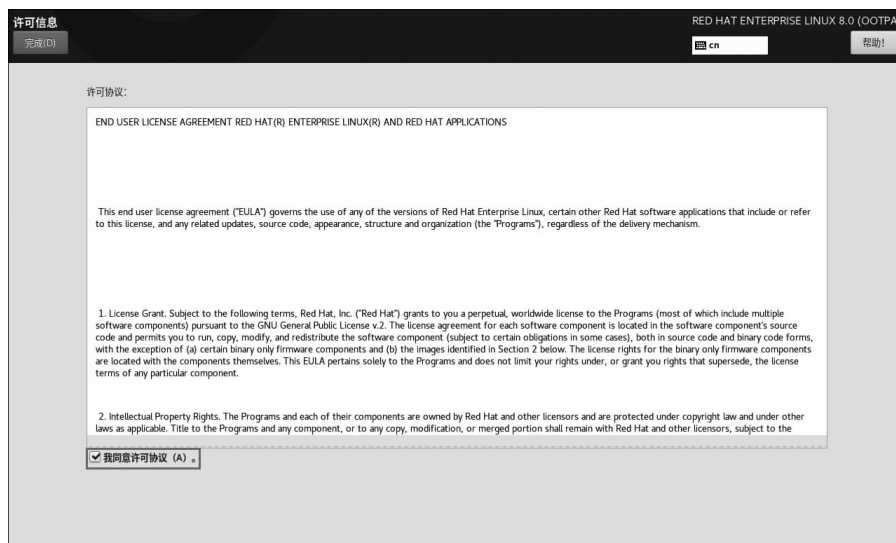 许可信息
RED HAT ENTERPRISE LINUX 8.0 (OOTPA
完成(D)
cn
帮助!
许可协议：
END USER LICENSE AGREEMENT RED HAT(R) ENTERPRISE LINUX(R) AND RED HAT APPLICATIONS
This end user license agreement ("EULA") governs the use of any of the versions of Red Hat Enterprise Linux, certain other Red Hat software applications that include or refer
to this license, and any related updates, source code, appearance, structure and organization (the "Programs"), regardless of the delivery mechanism.
1. License Grant. Subject to the following terms, Red Hat, Inc. ("Red Hat") grants to you a perpetual, worldwide license to the Programs (most of which include multiple
software components) pursuant to the GNU General Public License v.2. The license agreement for each software component is located in the software component's source
code and permits you to run, copy, modify, and redistribute the software component (subject to certain obligations in some cases), both in source code and binary code forms,
with the exception of (a) certain binary only firmware components and (b) the images identified in Section 2 below. The license rights for the binary only firmware components
are located with the components themselves. This EULA pertains solely to the Programs and does not limit your rights under, or grant you rights that supersede, the license
terms of any particular component.
2. Intellectual Property Rights. The Programs and each of their components are owned by Red Hat and other licensors and are protected under copyright law and under other
laws as applicable. Title to the Programs and any component, or to any copy, modification, or merged portion shall remain with Red Hat and other licensors, subject to the
我同意许可协议（A）。